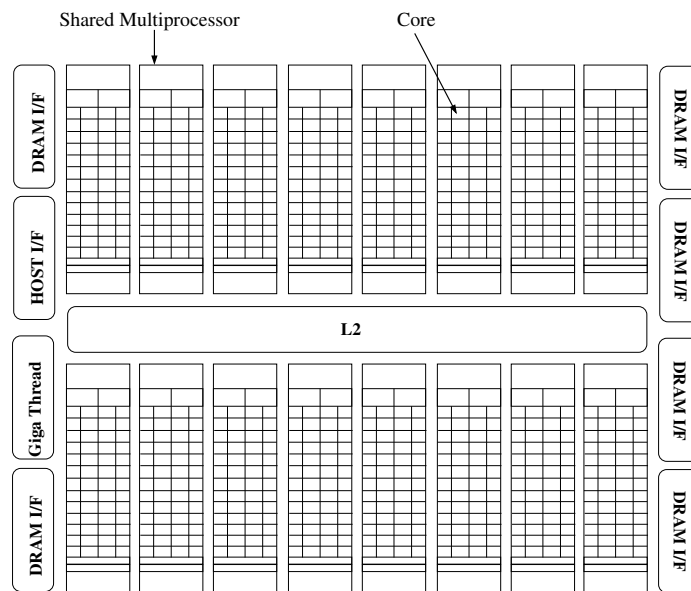 Shared Multiprocessor
Core
DRAM I/F
HOST I/F
Giga Thread
DRAM I/F
L2
DRAM I/F
DRAM I/F
DRAM I/F
DRAM I/F